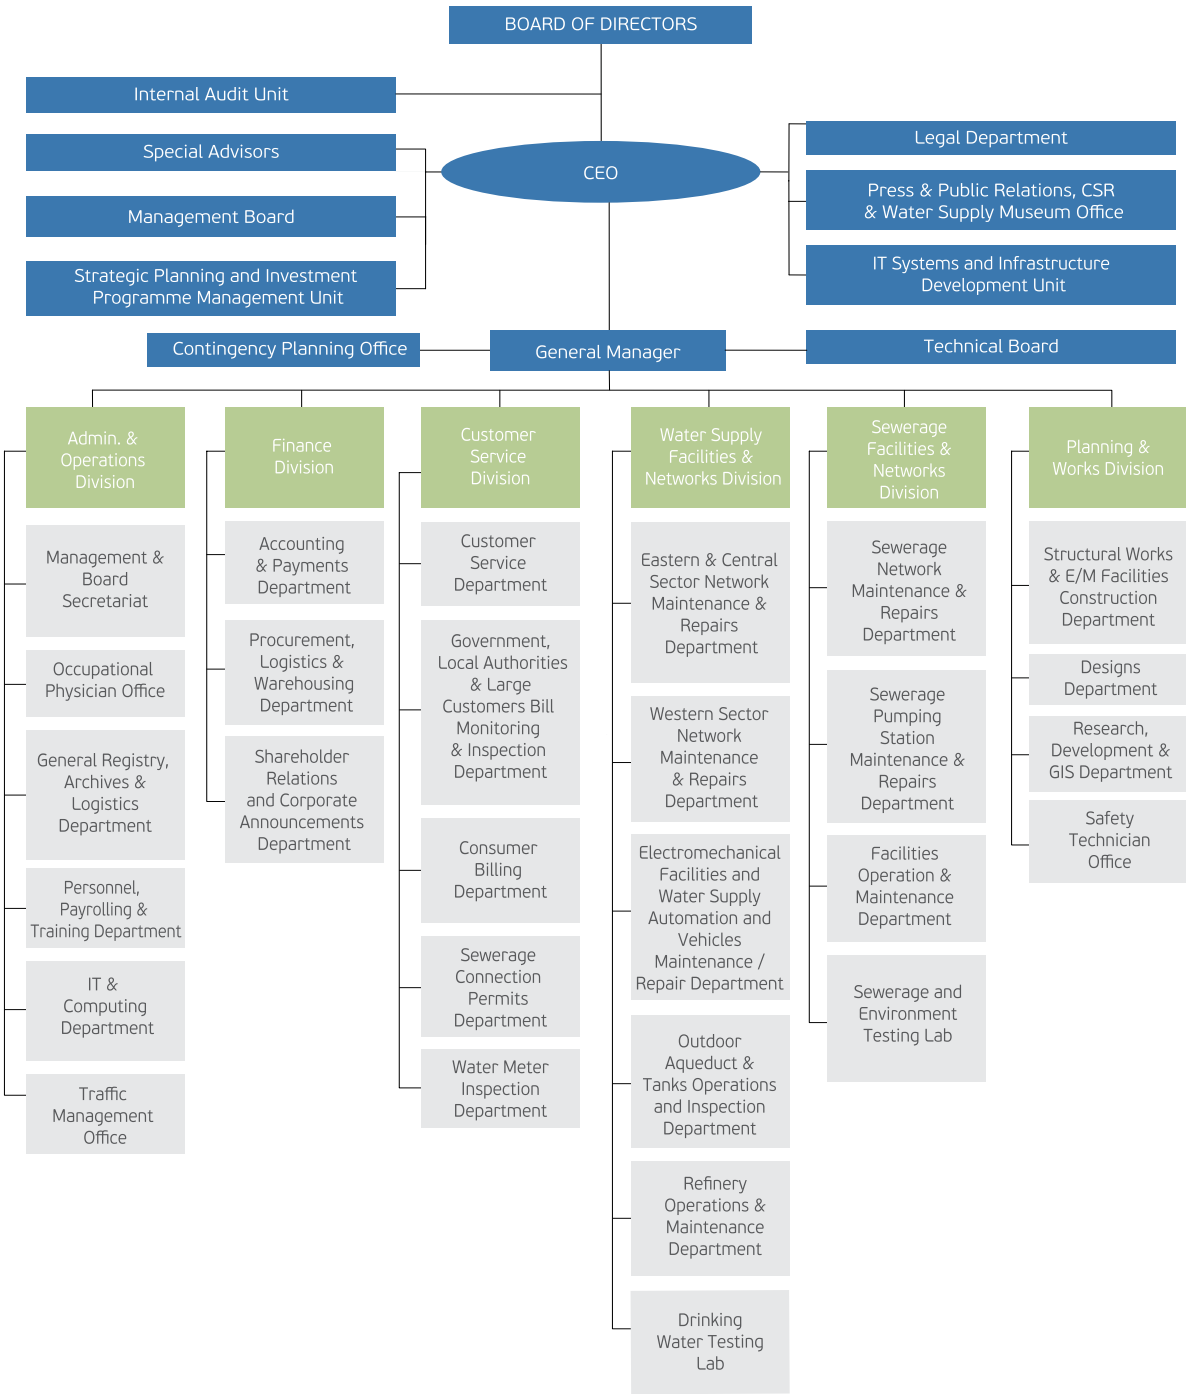 BOARD OF DIRECTORS
Internal Audit Unit
Special Advisors
Management Board
Strategic Planning and Investment
Programme Management Unit
CEO
Legal Department
Press & Public Relations, CSR
& Water Supply Museum Office
IT Systems and Infrastructure
Development Unit
Contingency Planning Office
General Manager
Technical Board
Admin. &
Operations
Division
Management &
Board
Secretariat
Occupational
Physician Office
General Registry,
Archives &
Logistics
Department
Personnel,
Payrolling &
Training Department
IT &
Computing
Department
Traffic
Management
Office
Finance
Division
Accounting
& Payments
Department
Procurement,
Logistics &
Warehousing
Department
Shareholder
Relations
and Corporate
Announcements
Department
Customer
Service
Division
Customer
Service
Department
Government,
Local Authorities
& Large
Customers Bill
Monitoring
& Inspection
Department
Consumer
Billing
Department
Sewerage
Connection
Permits
Department
Water Meter
Inspection
Department
Water Supply
Facilities &
Networks Division
Eastern & Central
Sector Network
Maintenance &
Repairs
Department
Western Sector
Network
Maintenance
& Repairs
Department
Electromechanical
Facilities and
Water Supply
Automation and
Vehicles
Maintenance /
Repair Department
Outdoor
Aqueduct &
Tanks Operations
and Inspection
Department
Refinery
Operations &
Maintenance
Department
Drinking
Water Testing
Lab
Sewerage
Facilities &
Networks
Division
Sewerage
Network
Maintenance &
Repairs
Department
Sewerage
Pumping
Station
Maintenance &
Repairs
Department
Facilities
Operation &
Maintenance
Department
Sewerage and
Environment
Testing Lab
Planning &
Works Division
Structural Works
& E/M Facilities
Construction
Department
Designs
Department
Research,
Development &
GIS Department
Safety
Technician
Office